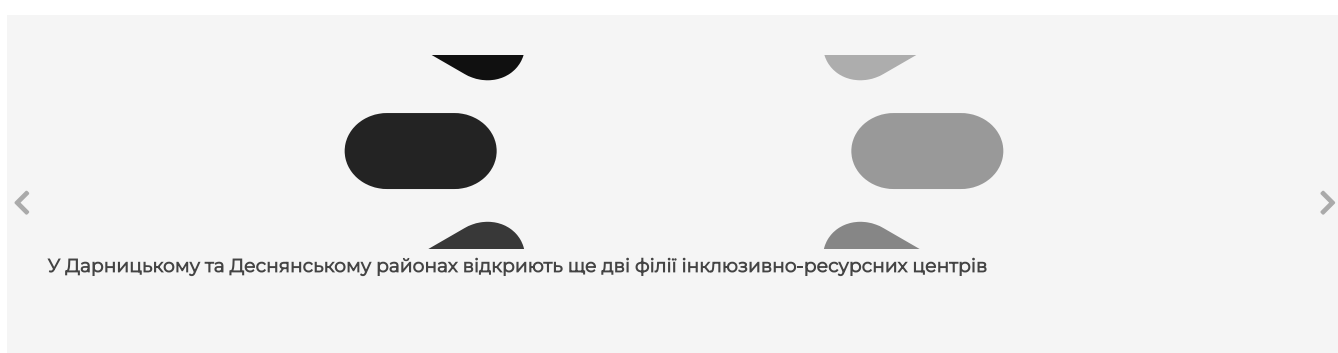 У Дарницькому та Деснянському районах відкриють ще дві філії інклюзивно-ресурсних центрів